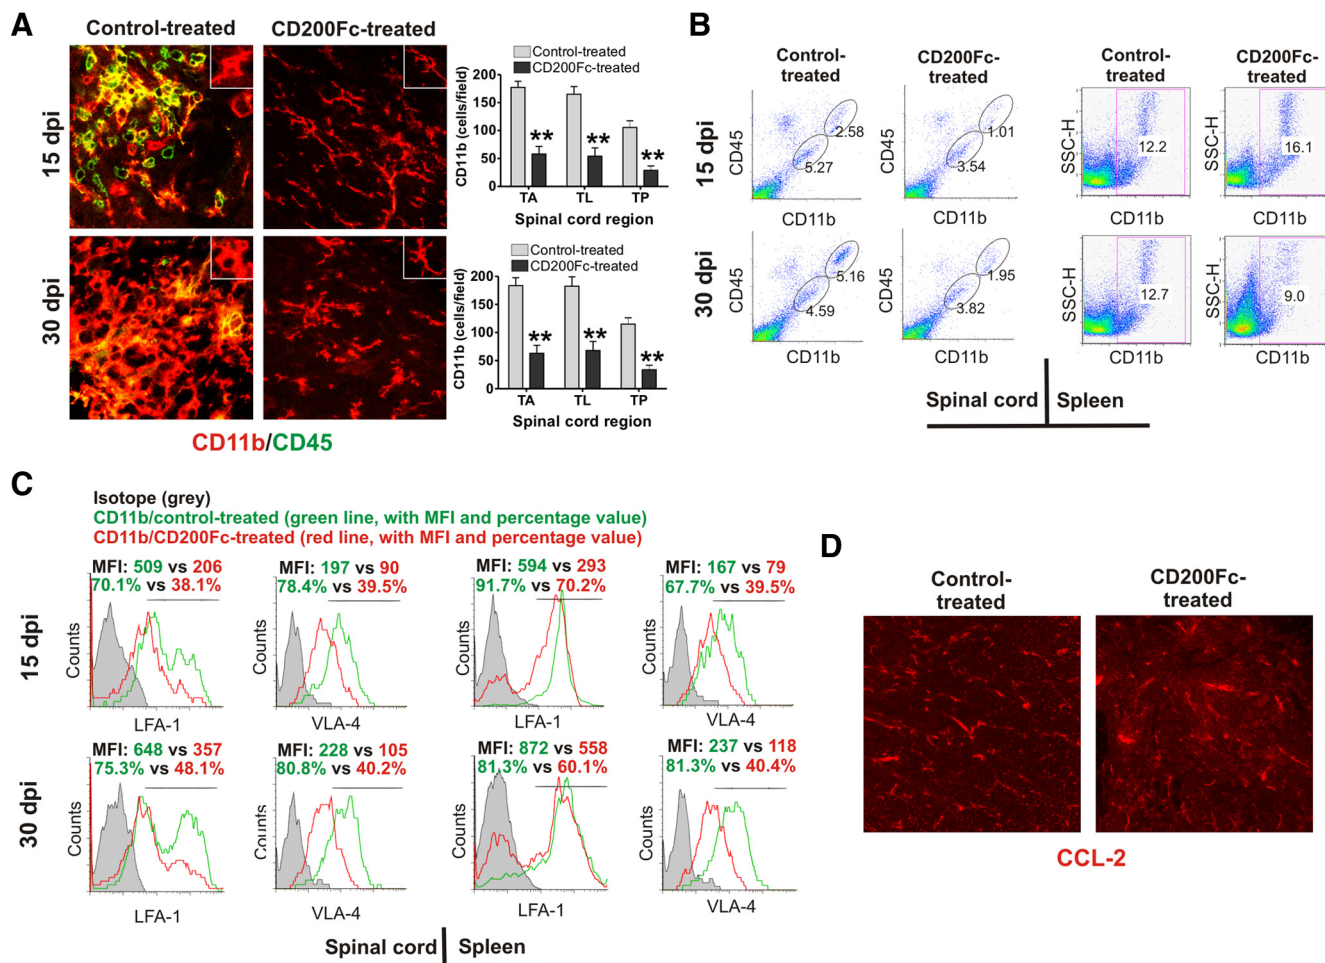 A
Control-treated
CD200Fc-treated
15 dpi
30 dpi
CD11b/CD45
Control-treated
CD200Fc-treated
CD11b (cells/field)
200
150
100
50
0
**
**
**
TA TL TP
Spinal cord region
Control-treated
CD200Fc-treated
CD11b (cells/field)
200
150
100
50
0
**
**
**
TA TL TP
Spinal cord region
B
Control-
treated
CD200Fc-
treated
Control-
treated
CD200Fc-
treated
15 dpi
CD45
2.58
5.27
CD11b
CD45
1.01
3.54
CD11b
SSC-H
12.2
CD11b
SSC-H
16.1
CD11b
30 dpi
CD45
5.16
4.59
CD11b
CD45
1.95
3.82
CD11b
SSC-H
12.7
CD11b
SSC-H
9.0
CD11b
Spinal cord
Spleen
C
Isotope (grey)
CD11b/control-treated (green line, with MFI and percentage value)
CD11b/CD200Fc-treated (red line, with MFI and percentage value)
15 dpi
MFI: 509 vs 206
70.1% vs 38.1%
Counts
LFA-1
MFI: 197 vs 90
78.4% vs 39.5%
Counts
VLA-4
MFI: 594 vs 293
91.7% vs 70.2%
Counts
LFA-1
MFI: 167 vs 79
67.7% vs 39.5%
Counts
VLA-4
30 dpi
MFI: 648 vs 357
75.3% vs 48.1%
Counts
LFA-1
MFI: 228 vs 105
80.8% vs 40.2%
Counts
VLA-4
MFI: 872 vs 558
81.3% vs 60.1%
Counts
LFA-1
MFI: 237 vs 118
81.3% vs 40.4%
Counts
VLA-4
Spinal cord
Spleen
D
Control-
treated
CD200Fc-
treated
CCL-2